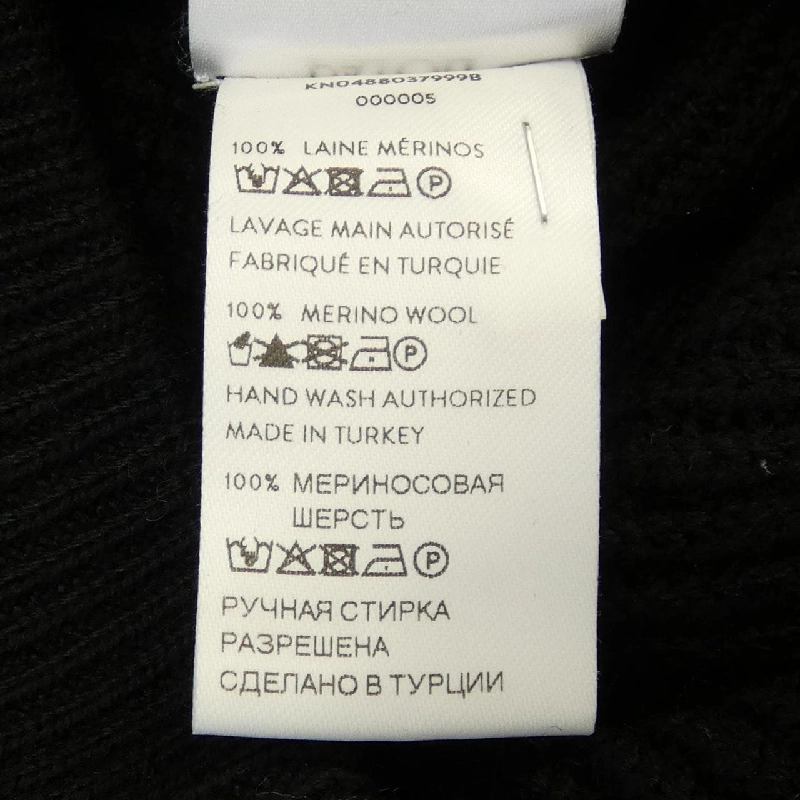 KN0488037999B
000005
100% LAINE MÉRINOS
P
LAVAGE MAIN AUTORISÉ
FABRIQUÉ EN TURQUIE
100% MERINO WOOL
P
HAND WASH AUTHORIZED
MADE IN TURKEY
100% МЕРИНОСОВАЯ
ШЕРСТЬ
P
РУЧНАЯ СТИРКА
РАЗРЕШЕНА
СДЕЛАНО В ТУРЦИИ